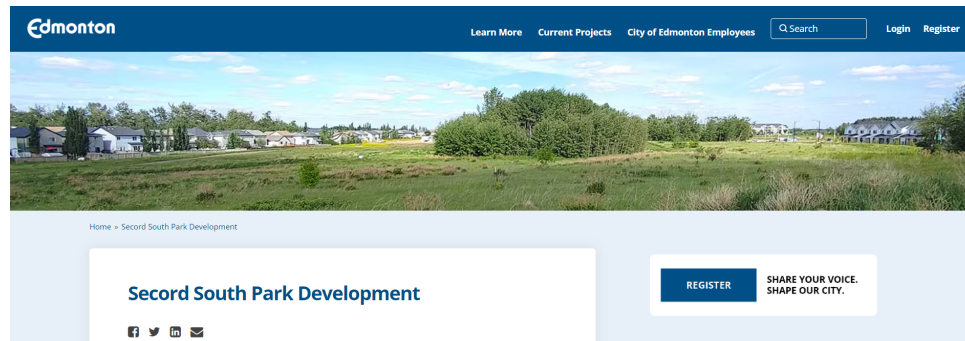 Edmonton
Learn More Current Projects City of Edmonton Employees Search Login Register
Home » Secord South Park Development
Secord South Park Development
REGISTER
SHARE YOUR VOICE.
SHAPE OUR CITY.